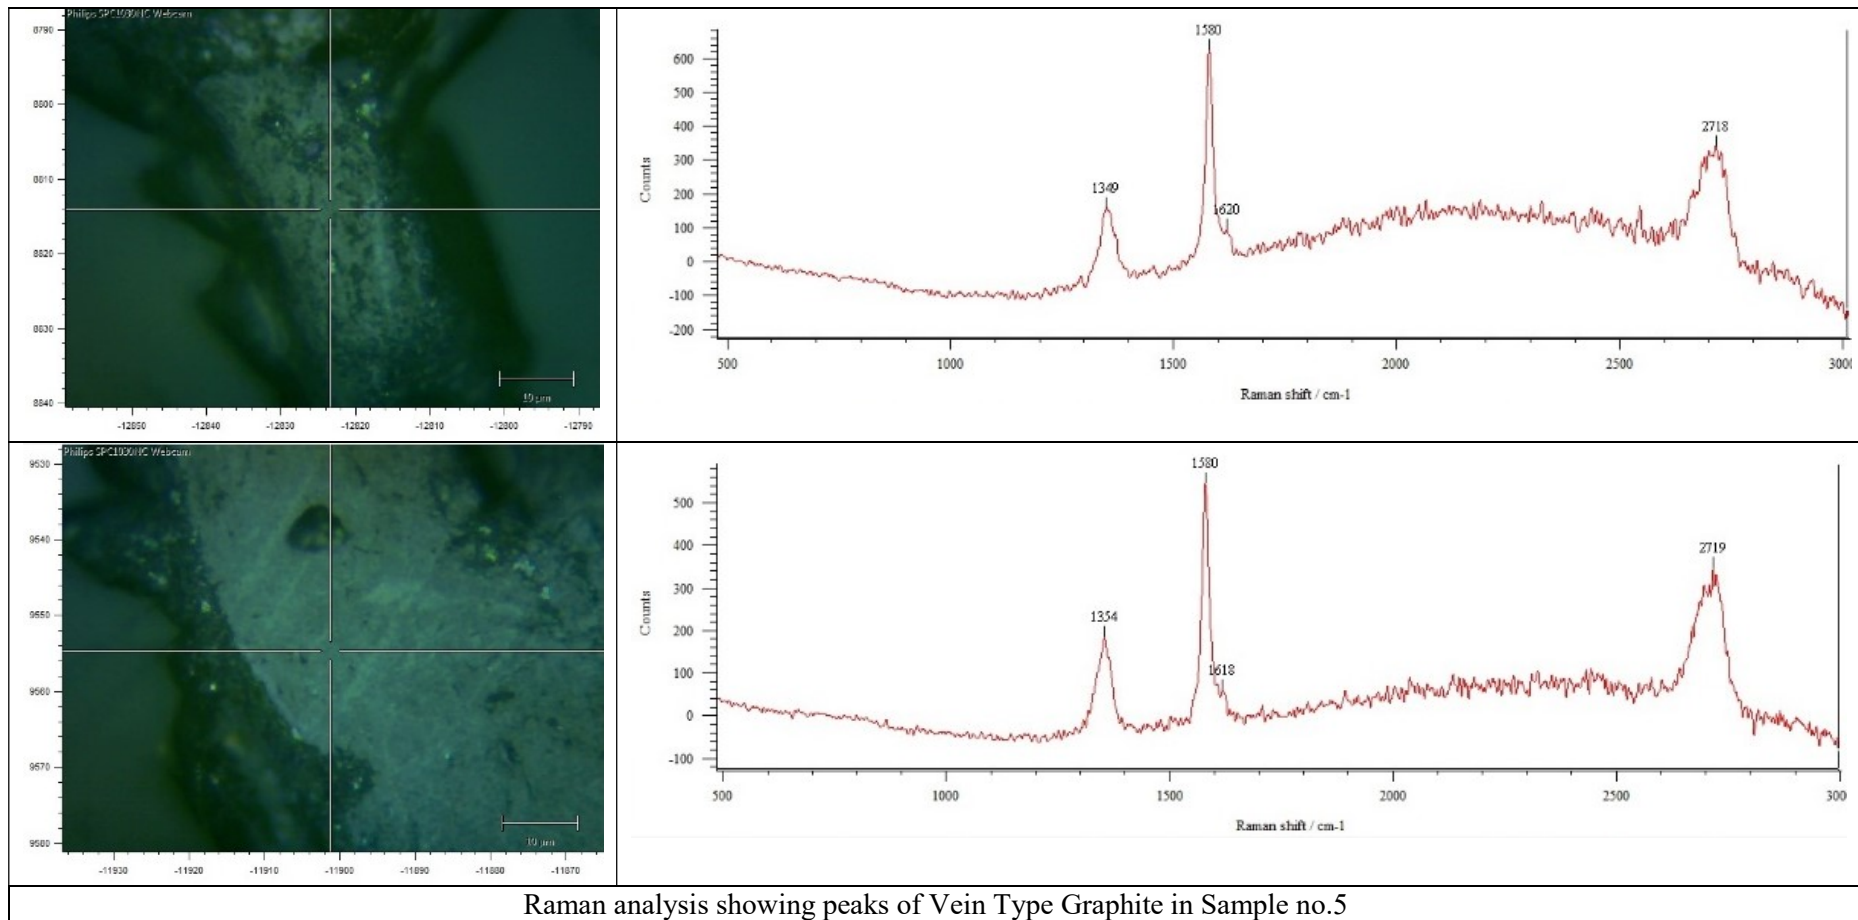 Philips SPC1030NC Webcam
8790
8800
8810
8820
8830
8840
10 µm
-12850 -12840 -12830 -12820 -12810 -12800 -12790
1580
600
500
400
300
200
100
0
-100
-200
Counts
1349
1620
2718
500 1000 1500 2000 2500 3000
Raman shift / cm-1
Philips SPC1030NC Webcam
9530
9540
9550
9560
9570
9580
10 µm
-11930 -11920 -11910 -11900 -11890 -11880 -11870
1580
500
400
300
200
100
0
-100
Counts
1354
1618
2719
500 1000 1500 2000 2500 300
Raman shift / cm-1
Raman analysis showing peaks of Vein Type Graphite in Sample no.5